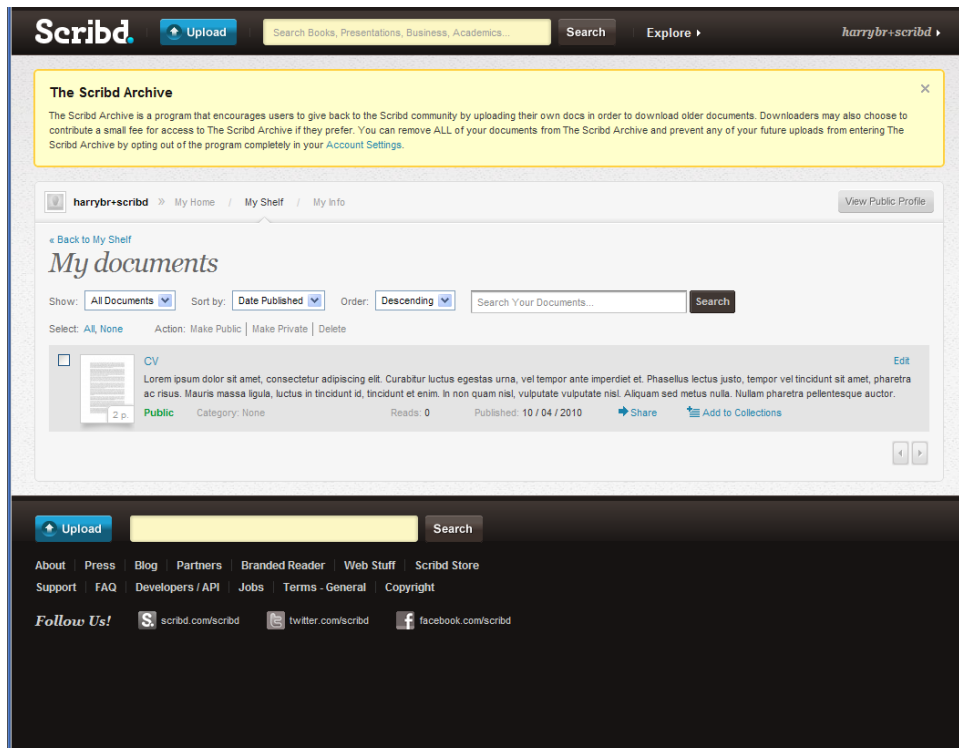 Scribd. Upload Search Books, Presentations, Business, Academics... Search Explore harrybr+scribd
The Scribd Archive
The Scribd Archive is a program that encourages users to give back to the Scribd community by uploading their own docs in order to download older documents. Downloaders may also choose to
contribute a small fee for access to The Scribd Archive if they prefer. You can remove ALL of your documents from The Scribd Archive and prevent any of your future uploads from entering The
Scribd Archive by opting out of the program completely in your Account Settings.
harrybr+scribd » My Home / My Shelf / My Info View Public Profile
« Back to My Shelf
My documents
Show: All Documents Sort by: Date Published Order: Descending Search Your Documents... Search
Select: All, None Action: Make Public | Make Private | Delete
CV Edit
Lorem ipsum dolor sit amet, consectetur adipiscing elit. Curabitur luctus egestas urna, vel tempor ante imperdiet et. Phasellus lectus justo, tempor vel tincidunt sit amet, pharetra
ac risus. Mauris massa ligula, luctus in tincidunt id, tincidunt et enim. In non quam nisl, vulputate vulputate nisl. Aliquam sed metus nulla. Nullam pharetra pellentesque auctor.
2 p. Public Category: None Reads: 0 Published: 10 / 04 / 2010 Share Add to Collections
Upload Search
About | Press | Blog | Partners | Branded Reader | Web Stuff | Scribd Store
Support | FAQ | Developers / API | Jobs | Terms - General | Copyright
Follow Us! scribd.com/scribd twitter.com/scribd facebook.com/scribd